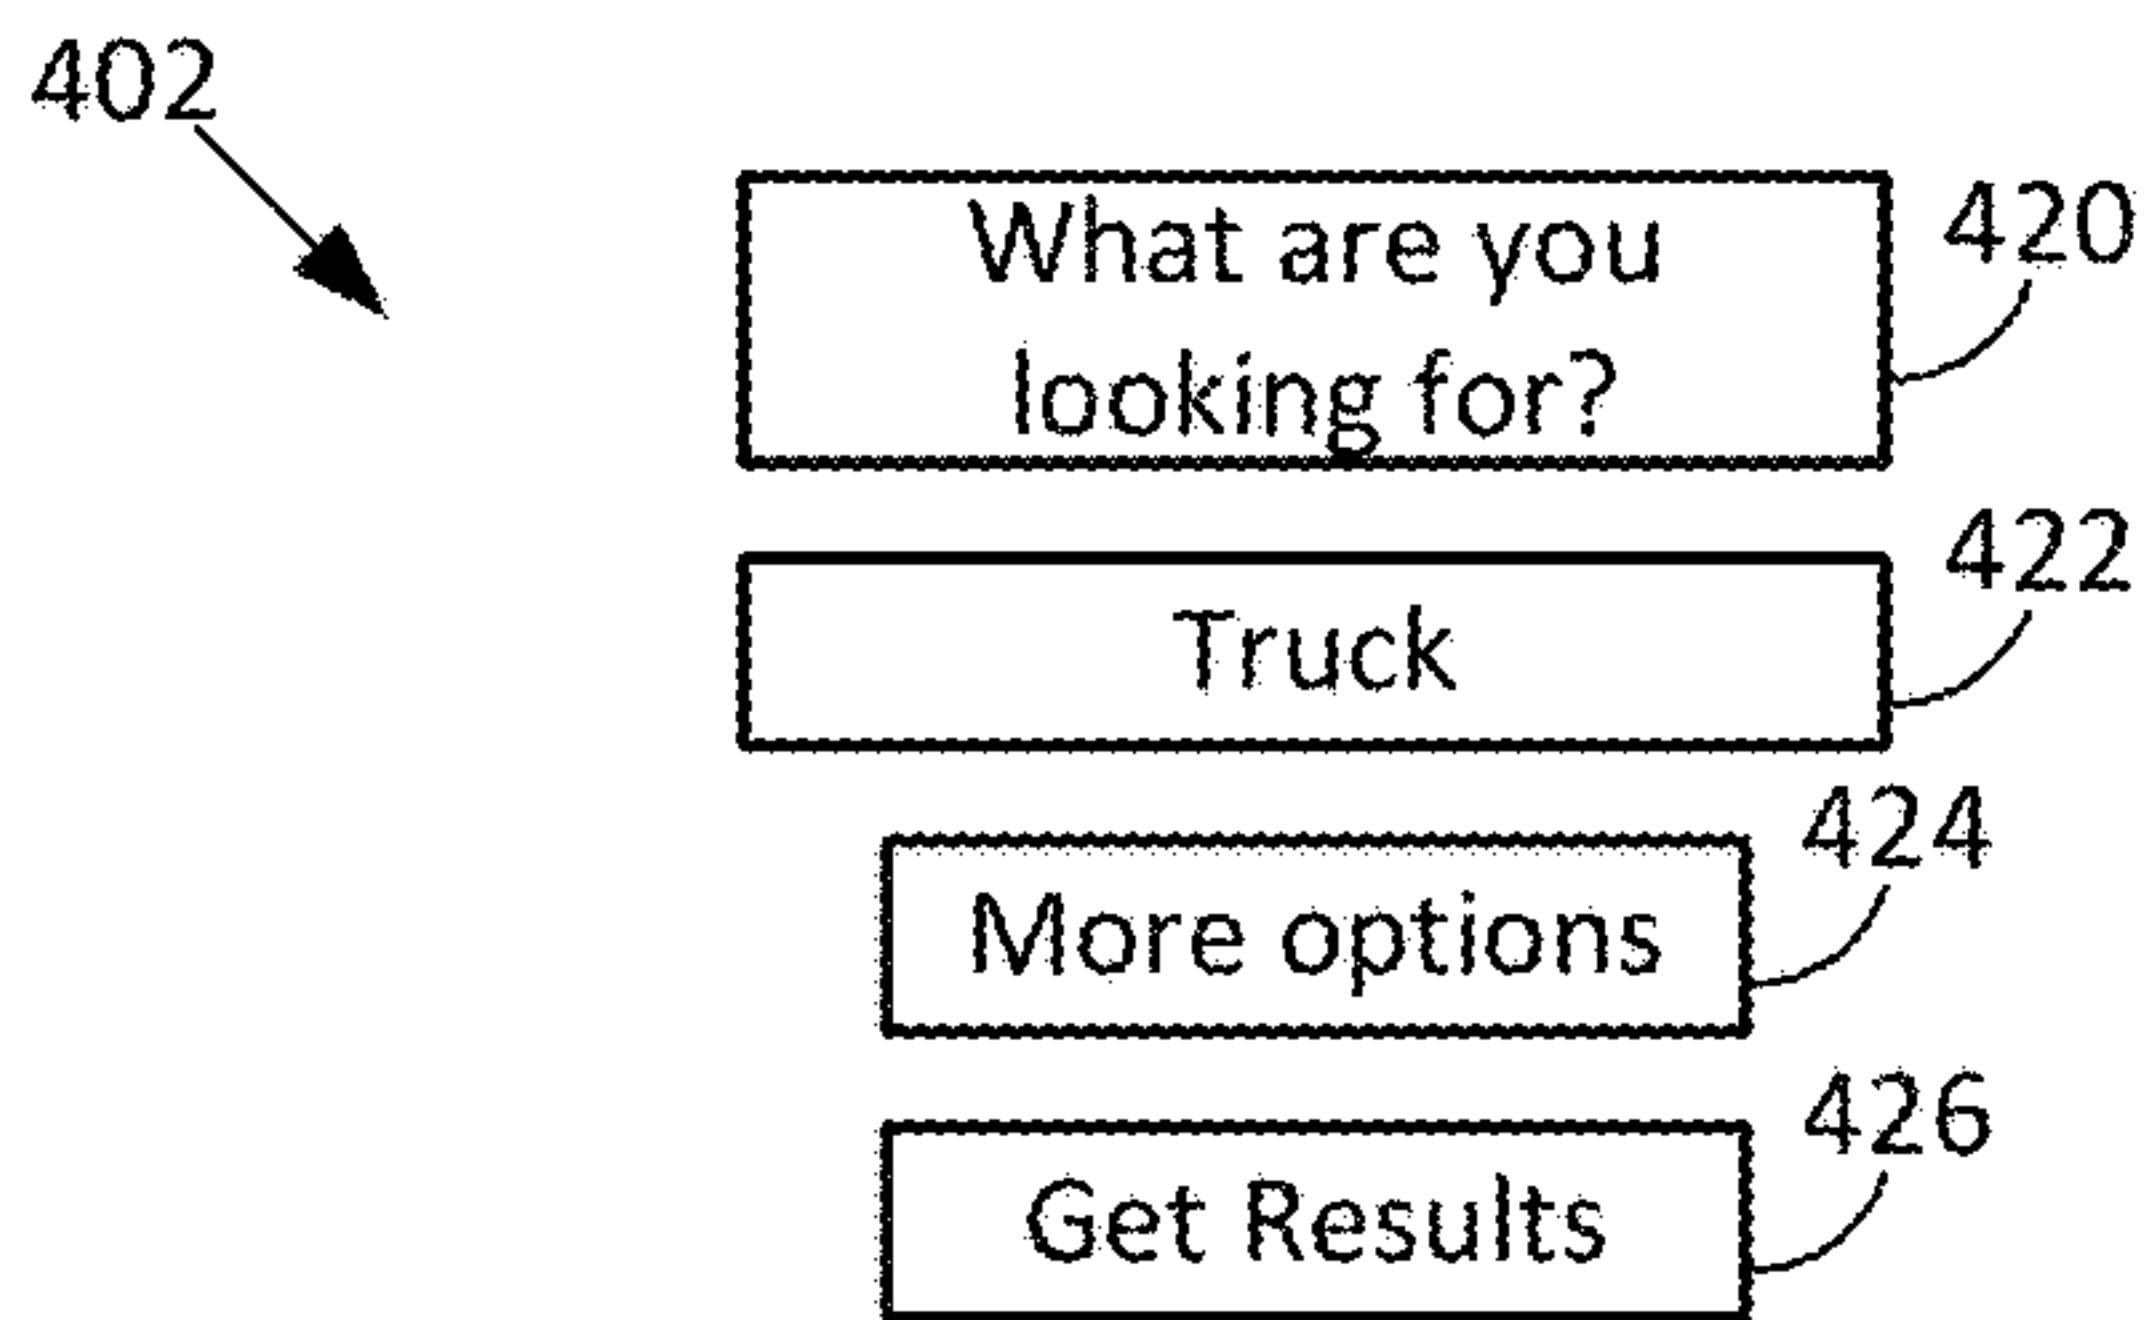 402
What are you
420
looking for?
422
Truck
424
More options
426
Get Results